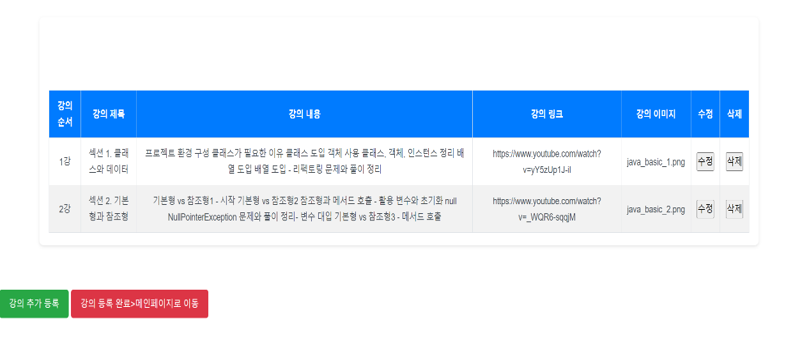 강의
순서
강의 제목
강의 내용
강의 링크
강의 이미지
수정
삭제
1강
섹션 1. 클래
스와 데이터
프로젝트 환경 구성 클래스가 필요한 이유 클래스 도입 객체 사용 클래스, 객체, 인스턴스 정리 배
열 도입 배열 도입 - 리팩토링 문제와 풀이 정리
https://www.youtube.com/watch?
v=yY5zUp1J-iI
java_basic_1.png
수정
삭제
2강
섹션 2. 기본
형과 참조형
기본형 vs 참조형1 - 시작 기본형 vs 참조형2 참조형과 메서드 호출 - 활용 변수와 초기화 null
NullPointerException 문제와 풀이 정리- 변수 대입 기본형 vs 참조형3 - 메서드 호출
https://www.youtube.com/watch?
v=_WQR6-sqqjM
java_basic_2.png
수정
삭제
강의 추가 등록
강의 등록 완료>메인페이지로 이동